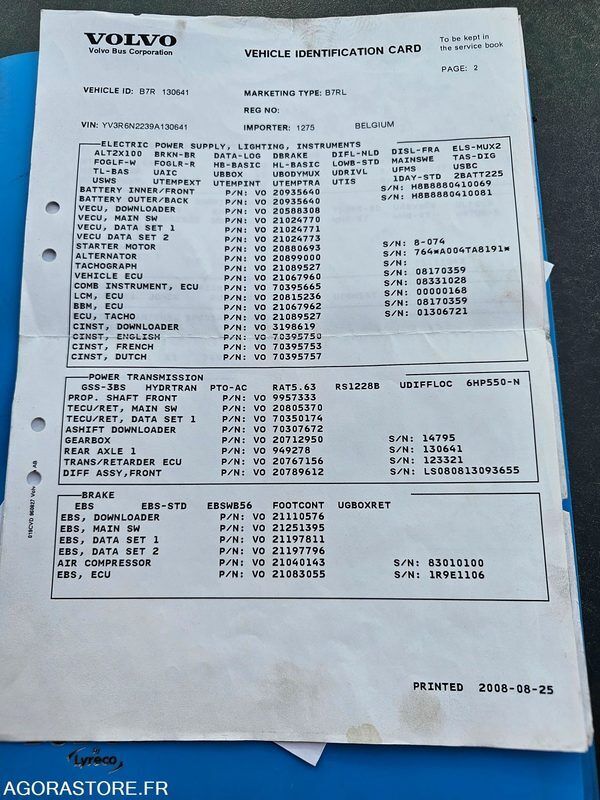 VOLVO
Volvo Bus Corporation
VEHICLE IDENTIFICATION CARD
To be kept in
the service book
PAGE: 2
VEHICLE ID: B7R 130641
MARKETING TYPE: B7RL
REG NO:
VIN: YV3R6N2239A130641
IMPORTER: 1275
BELGIUM
ELECTRIC POWER SUPPLY, LIGHTING, INSTRUMENTS
ALT2X100 BRKN-BR DATA-LOG DBRAKE DIFL-NLD DISL-FRA ELS-MUX2
FOGLF-W FOGLR-R HB-BASIC HL-BASIC LOWB-STD MAINSWE TAS-DIG
TL-BAS UAIC UBBOX UBODYMUX UDRIVL UFMS USBC
USWS UTEMPEXT UTEMPINT UTEMPTRA UTIS 1DAY-STD 2BATT225
BATTERY INNER/FRONT P/N: VO 20935640 S/N: H8B8880410069
BATTERY OUTER/BACK P/N: VO 20935640 S/N: H8B8880410081
VECU, DOWNLOADER P/N: VO 20588308
VECU, MAIN SW P/N: VO 21024770
VECU, DATA SET 1 P/N: VO 21024771
VECU DATA SET 2 P/N: VO 21024773
STARTER MOTOR P/N: VO 20880693 S/N: 8-074
ALTERNATOR P/N: VO 20899000 S/N: 764*A004TA8191*
TACHOGRAPH P/N: VO 21089527 S/N:
VEHICLE ECU P/N: VO 21067960 S/N: 08170359
COMB INSTRUMENT, ECU P/N: VO 70395665 S/N: 08331028
LCM, ECU P/N: VO 20815236 S/N: 00000168
BBM, ECU P/N: VO 21067962 S/N: 08170359
ECU, TACHO P/N: VO 21089527 S/N: 01306721
CINST, DOWNLOADER P/N: VO 3198619
CINST, ENGLISH P/N: VO 70395750
CINST, FRENCH P/N: VO 70395753
CINST, DUTCH P/N: VO 70395757
POWER TRANSMISSION
GSS-3BS HYDRTRAN PTO-AC RAT5.63 RS1228B UDIFFLOC 6HP550-N
PROP. SHAFT FRONT P/N: VO 9957333
TECU/RET, MAIN SW P/N: VO 20805370
TECU/RET, DATA SET 1 P/N: VO 70350174
ASHIFT DOWNLOADER P/N: VO 70307672
GEARBOX P/N: VO 20712950 S/N: 14795
REAR AXLE 1 P/N: VO 949278 S/N: 130641
TRANS/RETARDER ECU P/N: VO 20767156 S/N: 123321
DIFF ASSY,FRONT P/N: VO 20789612 S/N: LS080813093655
BRAKE
EBS EBS-STD EBSWB56 FOOTCONT UGBOXRET
EBS, DOWNLOADER P/N: VO 21110576
EBS, MAIN SW P/N: VO 21251395
EBS, DATA SET 1 P/N: VO 21197811
EBS, DATA SET 2 P/N: VO 21197796
AIR COMPRESSOR P/N: VO 21040143 S/N: 83010100
EBS, ECU P/N: VO 21083055 S/N: 1R9E1106
PRINTED 2008-08-25
Lyreco
AGORASTORE.FR